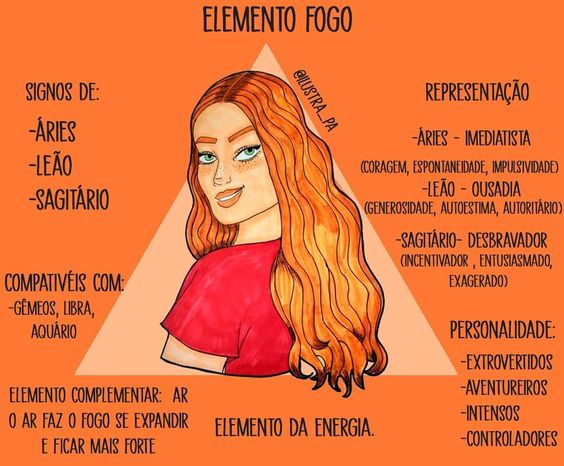 ELEMENTO FOGO
@ILUSTRA_PA
SIGNOS DE:
-ÁRIES
-LEÃO
-SAGITÁRIO
COMPATIVÉIS COM:
-GÊMEOS, LIBRA,
AQUÁRIO
ELEMENTO COMPLEMENTAR: AR
O AR FAZ O FOGO SE EXPANDIR
E FICAR MAIS FORTE
ELEMENTO DA ENERGIA.
REPRESENTAÇÃO
-ÁRIES - IMEDIATISTA
(CORAGEM, ESPONTANEIDADE, IMPULSIVIDADE)
-LEÃO - OUSADIA
(GENEROSIDADE, AUTOESTIMA, AUTORITÁRIO)
-SAGITÁRIO- DESBRAVADOR
(INCENTIVADOR , ENTUSIASMADO,
EXAGERADO)
PERSONALIDADE:
-EXTROVERTIDOS
-AVENTUREIROS
-INTENSOS
-CONTROLADORES